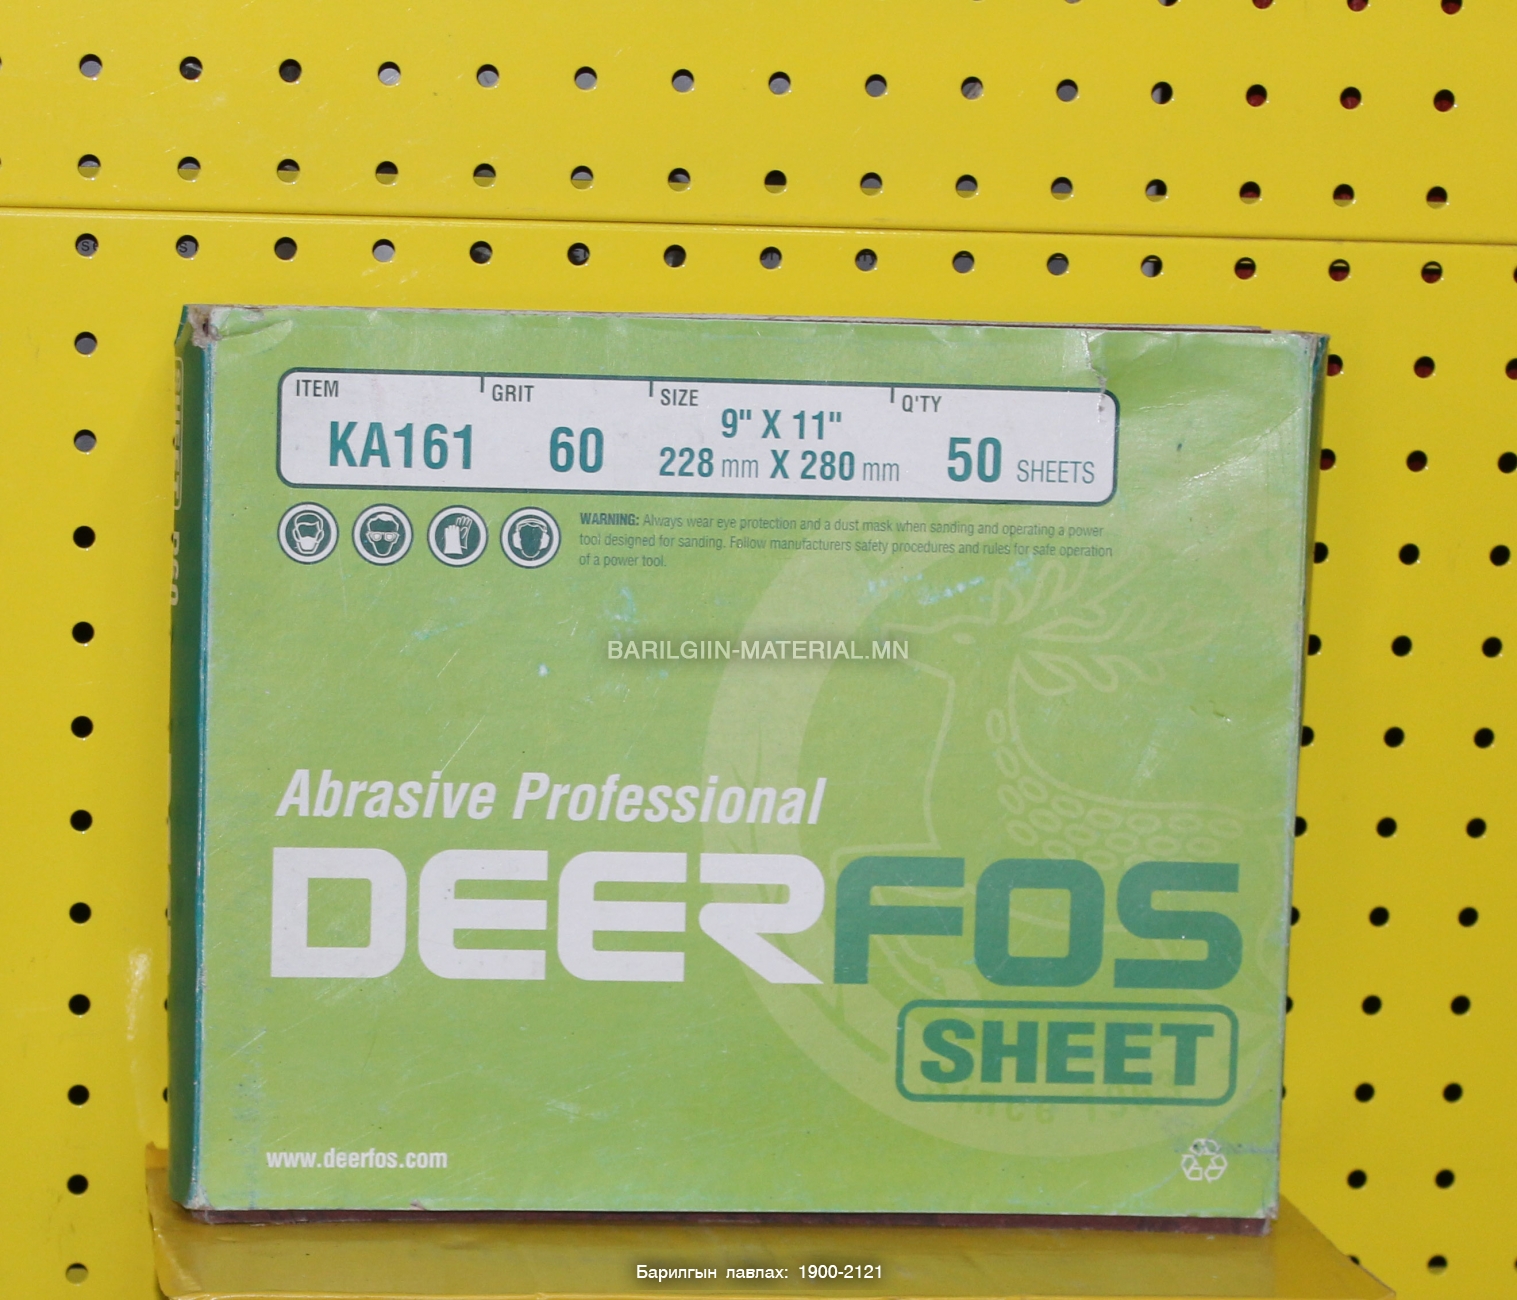 ITEM GRIT SIZE Q'TY
9" X 11"
KA161 60 228 mm X 280 mm 50 SHEETS
WARNING: Always wear eye protection and a dust mask when sanding and operating a power
tool designed for sanding. Follow manufacturers safety procedures and rules for safe operation
of a power tool.
BARILGIIN-MATERIAL.MN
Abrasive Professional
DEERFOS
SHEET
www.deerfos.com
Барилгын лавлах: 1900-2121